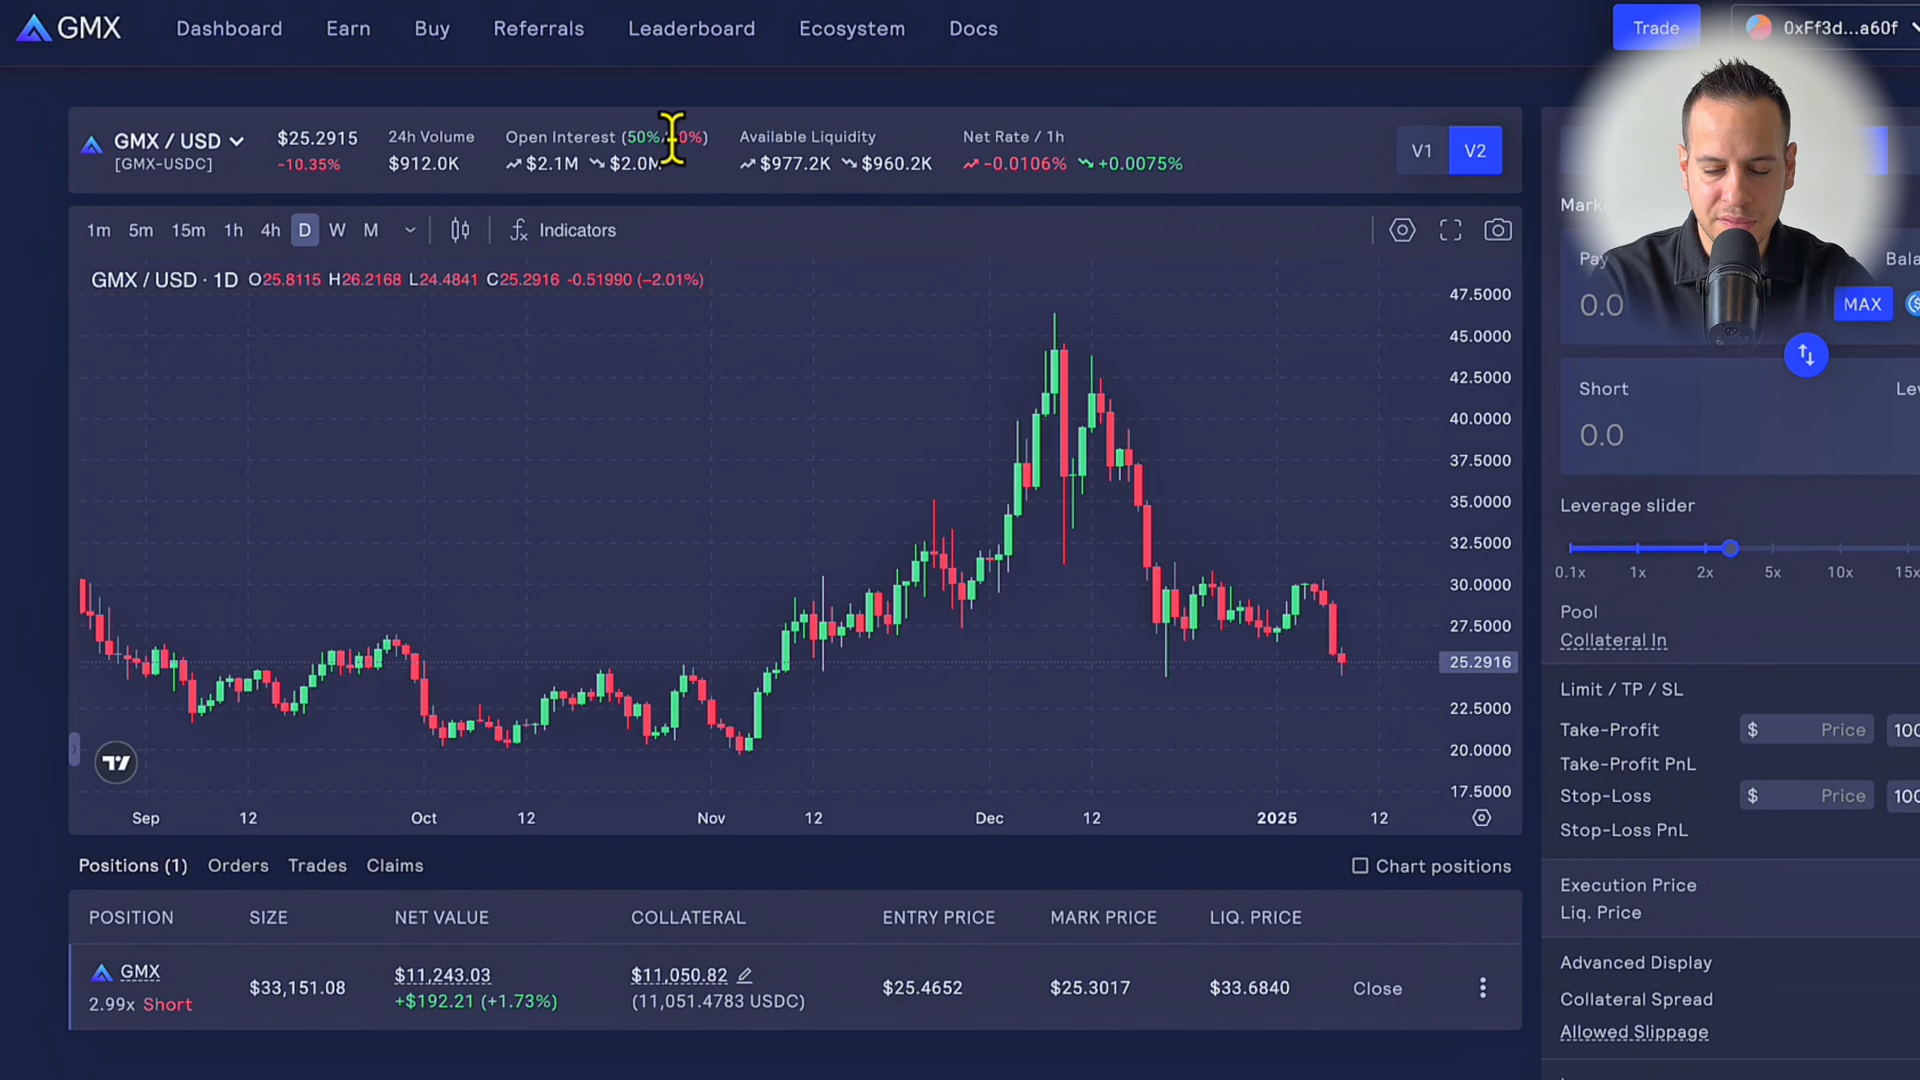 GMX Dashboard Earn Buy Referrals Leaderboard Ecosystem Docs Trade 0xFf3d...a60f
GMX / USD
[GMX-USDC]
$25.2915
-10.35%
24h Volume
$912.0K
Open Interest (50%/ 0%)
$2.1M $2.0M
Available Liquidity
$977.2K $960.2K
Net Rate / 1h
-0.0106% +0.0075%
V1 V2
1m 5m 15m 1h 4h D W M Indicators
GMX / USD · 1D O25.8115 H26.2168 L24.4841 C25.2916 -0.51990 (−2.01%)
47.5000
45.0000
42.5000
40.0000
37.5000
35.0000
32.5000
30.0000
27.5000
25.2916
22.5000
20.0000
17.5000
Sep 12 Oct 12 Nov 12 Dec 12 2025 12
Positions (1) Orders Trades Claims Chart positions
POSITION SIZE NET VALUE COLLATERAL ENTRY PRICE MARK PRICE LIQ. PRICE
GMX
2.99x Short
$33,151.08
$11,243.03
+$192.21 (+1.73%)
$11,050.82
(11,051.4783 USDC)
$25.4652 $25.3017 $33.6840 Close
Pay
0.0 MAX
Short
0.0
Leverage slider
0.1x 1x 2x 5x 10x 15x
Pool
Collateral In
Limit / TP / SL
Take-Profit $ Price 100
Take-Profit PnL
Stop-Loss $ Price 100
Stop-Loss PnL
Execution Price
Liq. Price
Advanced Display
Collateral Spread
Allowed Slippage